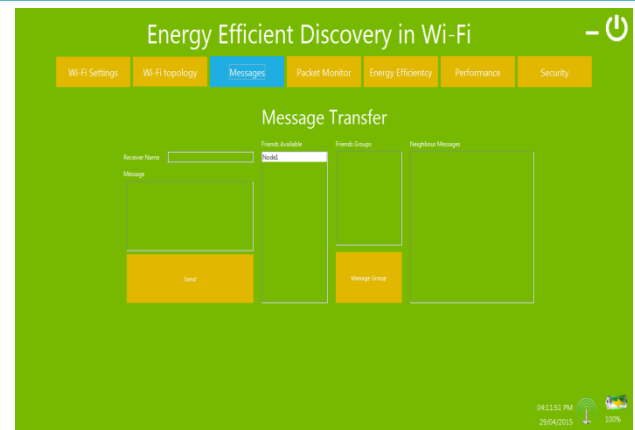 Energy Efficient Discovery in Wi-Fi
Wi-Fi Settings Wi-Fi topology Messages Packet Monitor Energy Efficientcy Performance Security
Message Transfer
Friends Available Friends Groups Neighbour Messages
Receiver Name Node1
Message
Send Manage Group
04:11:51 PM
29/04/2015 100%